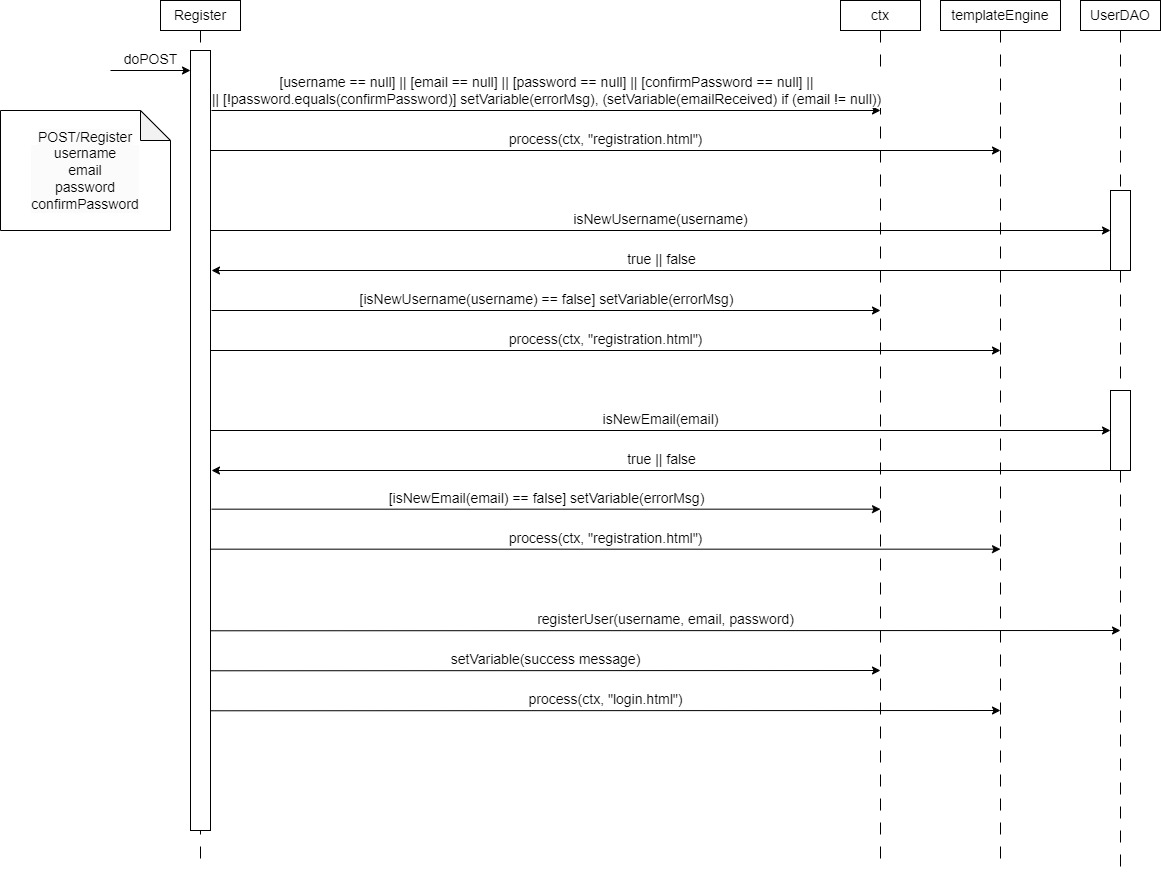 Register
ctx
templateEngine
UserDAO
doPOST
[username == null] || [email == null] || [password == null] || [confirmPassword == null] ||
|| [!password.equals(confirmPassword)] setVariable(errorMsg), (setVariable(emailReceived) if (email != null))
POST/Register
username
email
password
confirmPassword
process(ctx, "registration.html")
isNewUsername(username)
true || false
[isNewUsername(username) == false] setVariable(errorMsg)
process(ctx, "registration.html")
isNewEmail(email)
true || false
[isNewEmail(email) == false] setVariable(errorMsg)
process(ctx, "registration.html")
registerUser(username, email, password)
setVariable(success message)
process(ctx, "login.html")